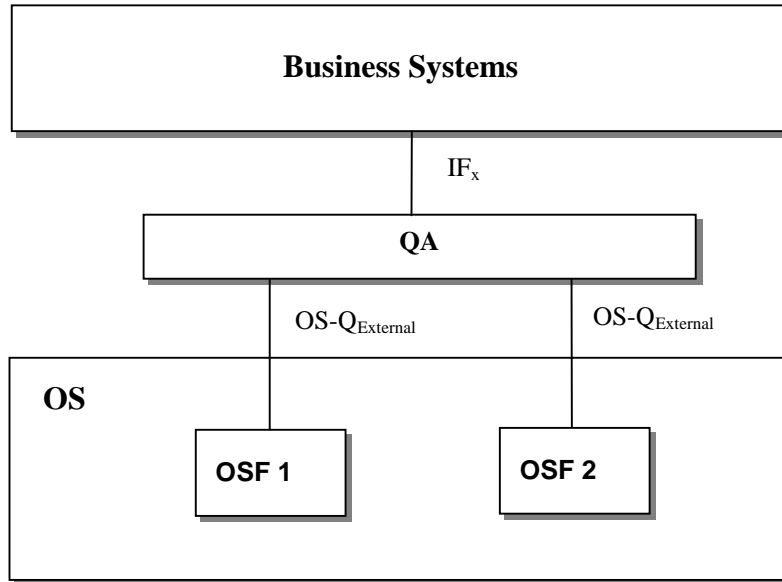 Business Systems
IFx
QA
OS-QExternal
OS-QExternal
OS
OSF 1
OSF 2